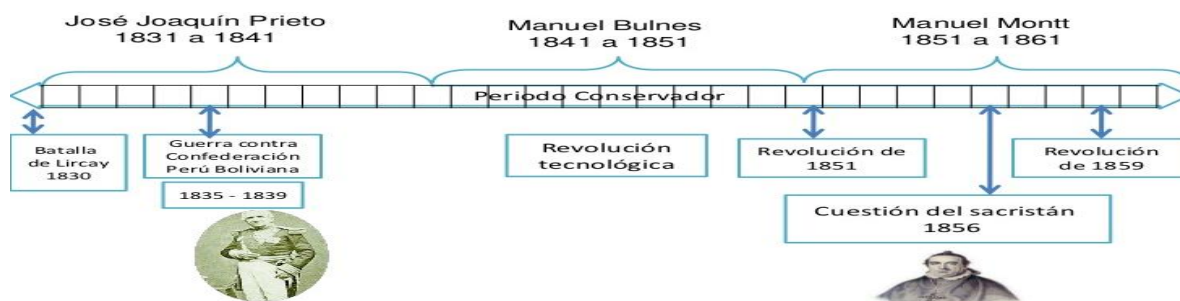 José Joaquín Prieto
1831 a 1841
Manuel Bulnes
1841 a 1851
Manuel Montt
1851 a 1861
Periodo Conservador
Batalla
de Lircay
1830
Guerra contra
Confederación
Perú Boliviana
1835 - 1839
Revolución
tecnológica
Revolución de
1851
Cuestión del sacristán
1856
Revolución
de 1859